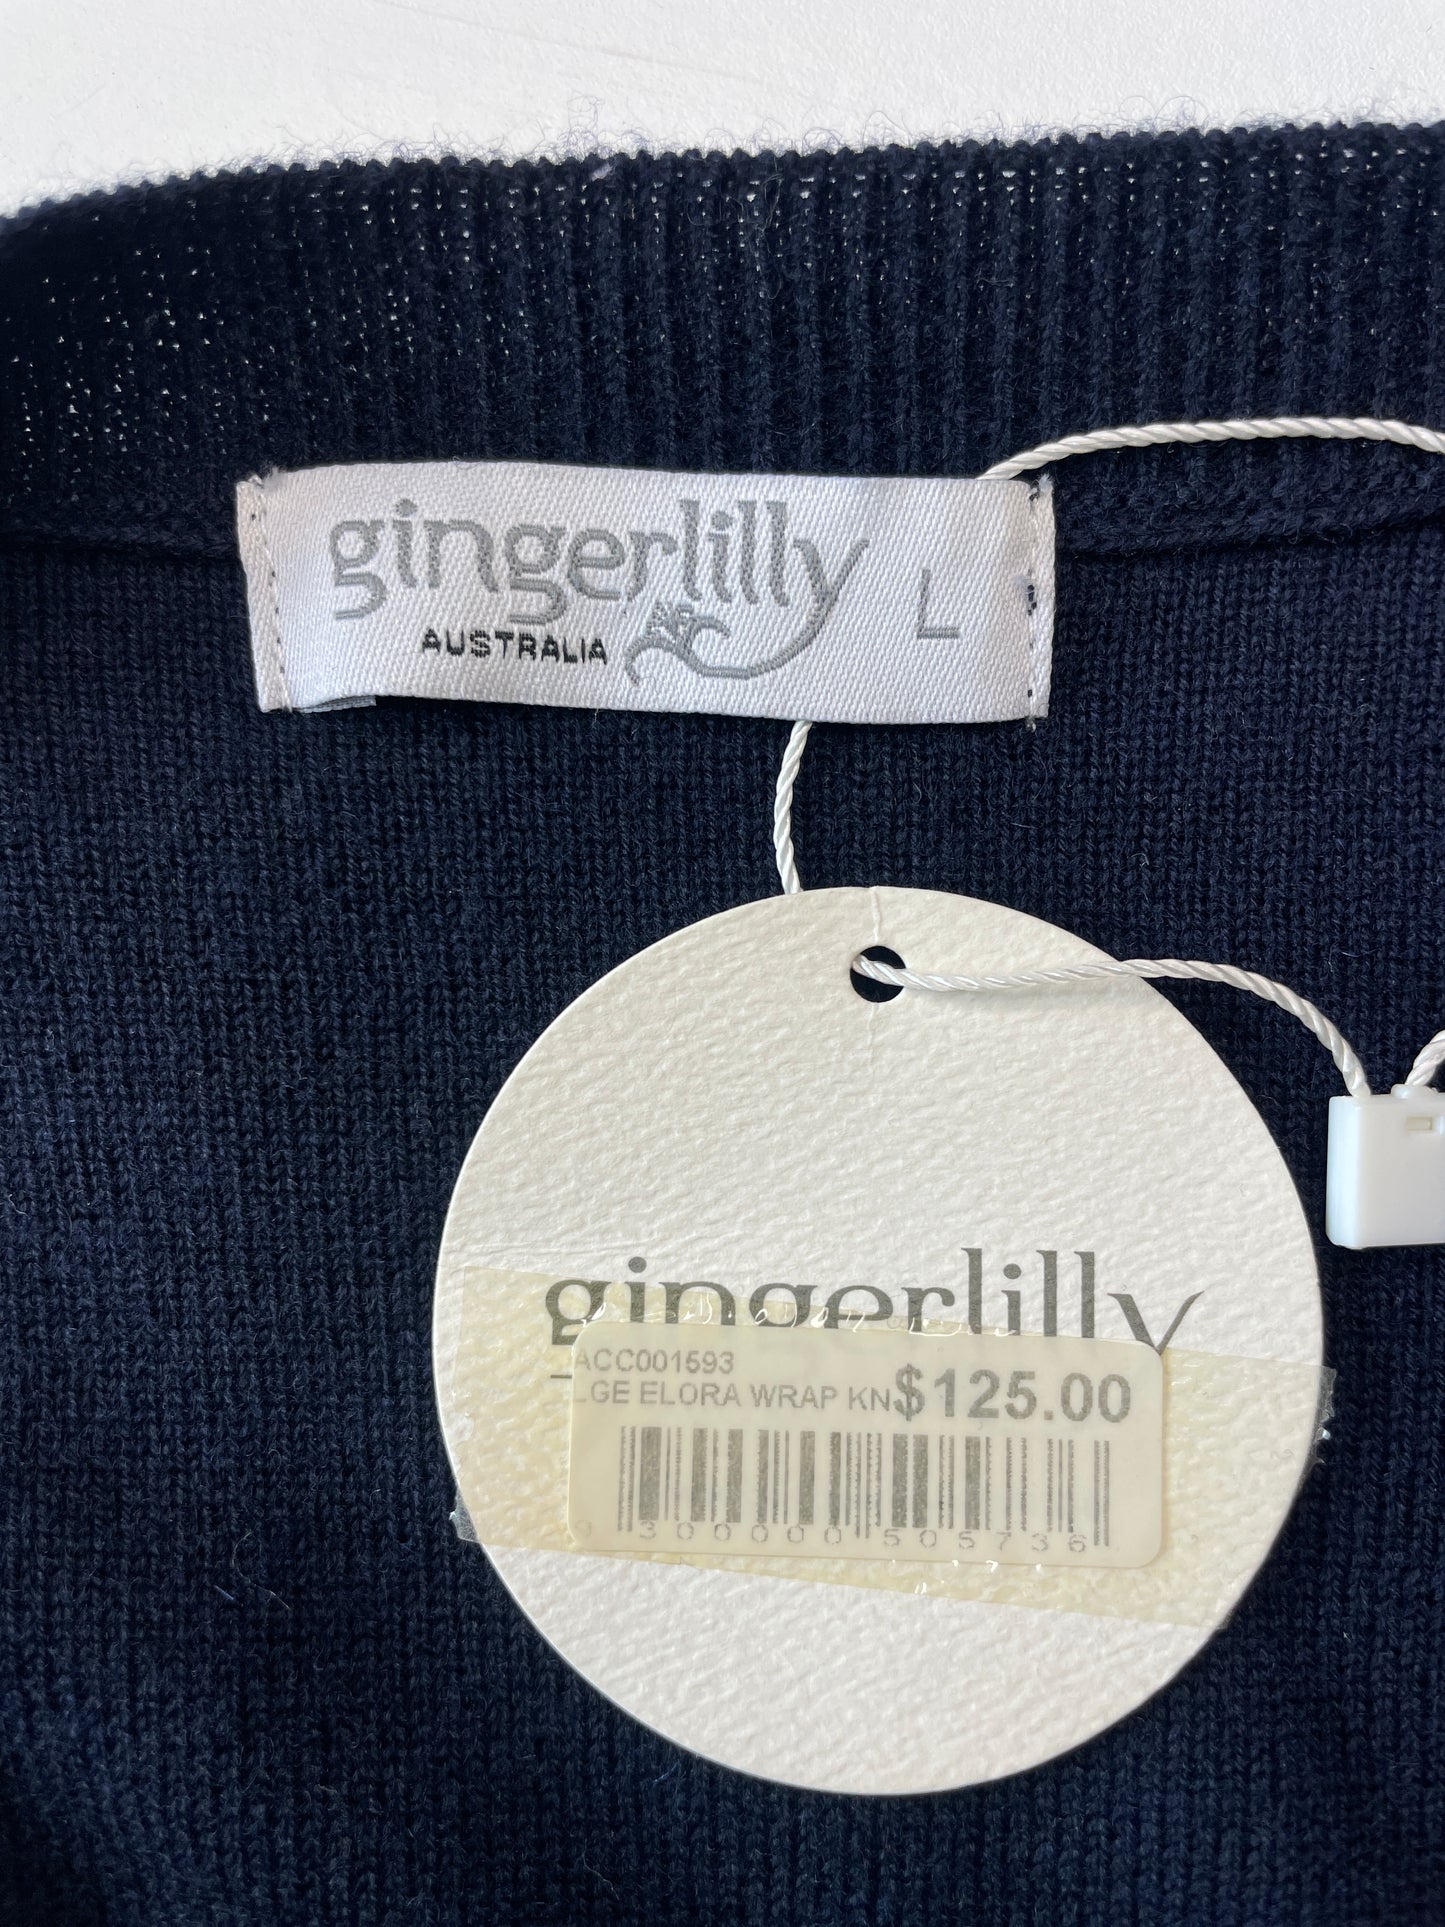 gingerlilly L
AUSTRALIA
gingerlilly
ACC001593
LGE ELORA WRAP KN $125.00
9 300000 505736